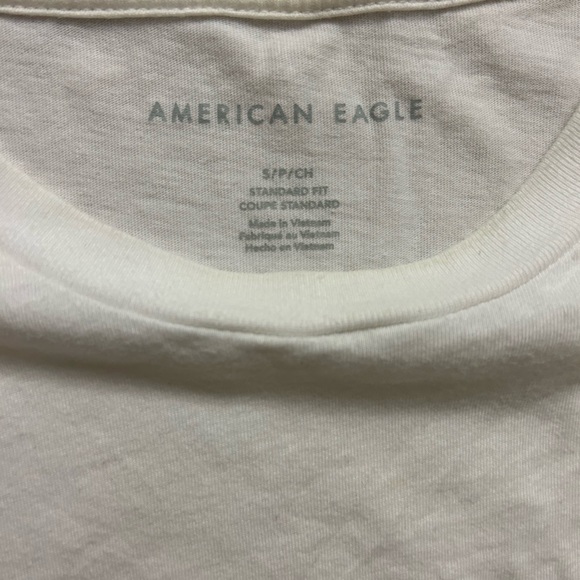 AMERICAN EAGLE
S/P/CH
STANDARD FIT
COUPE STANDARD
Made in Vietnam
Fabriqué au Vietnam
Hecho en Vietnam